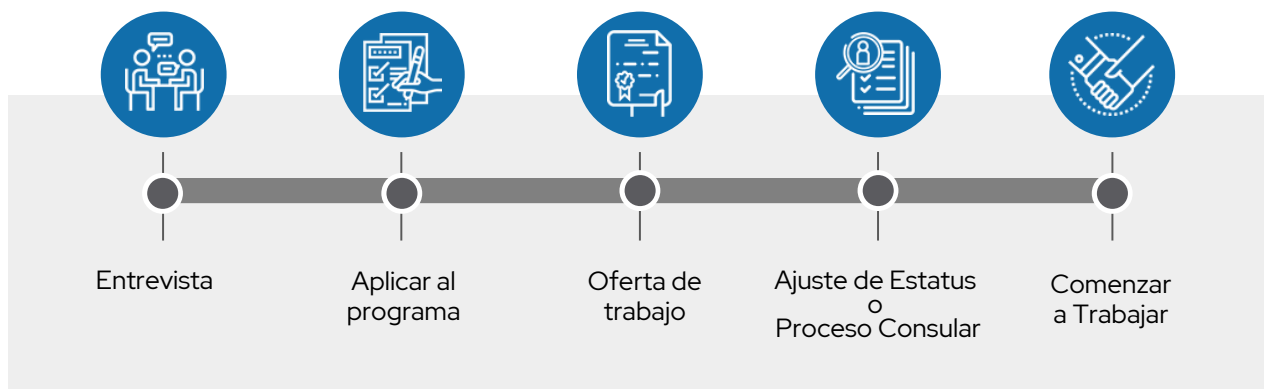 Entrevista
Aplicar al
programa
Oferta de
trabajo
Ajuste de Estatus
o
Proceso Consular
Comenzar
a Trabajar